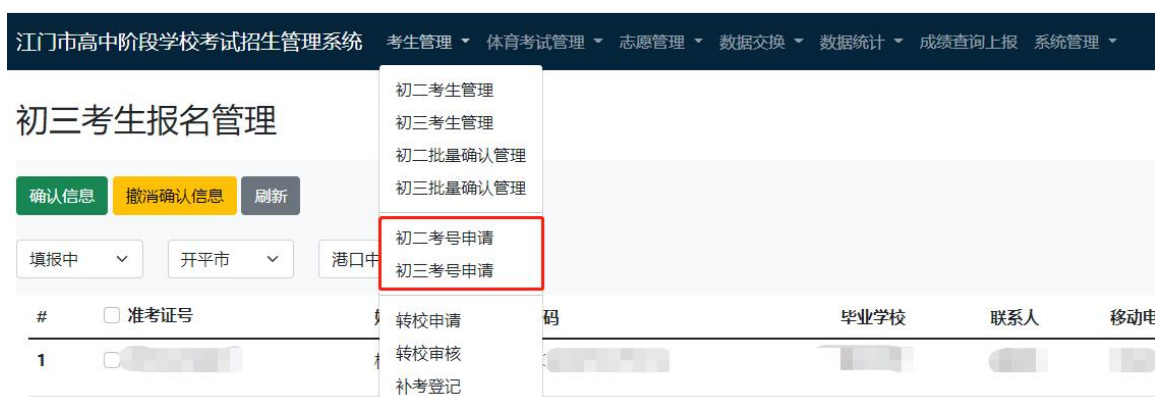 江门市高中阶段学校考试招生管理系统 考生管理 体育考试管理 志愿管理 数据交换 数据统计 成绩查询上报 系统管理
初二考生管理
初三考生管理
初二批量确认管理
初三批量确认管理
初二考号申请
初三考号申请
转校申请
转校审核
补考登记
初三考生报名管理
确认信息 撤消确认信息 刷新
填报中 开平市 港口中
# 准考证号 码 毕业学校 联系人 移动电
1